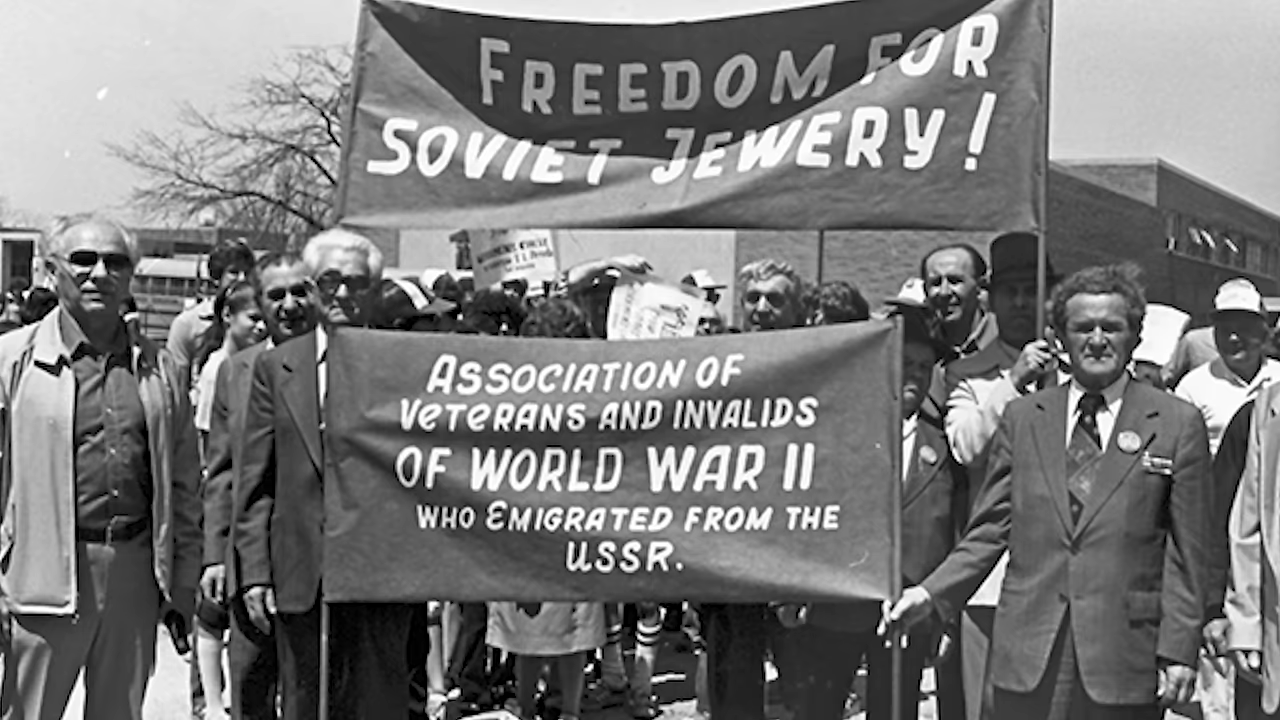 FREEDOM FOR
SOVIET JEWERY!
ASSOCIATION OF
VETERANS AND INVALIDS
OF WORLD WAR II
WHO EMIGRATED FROM THE
USSR.